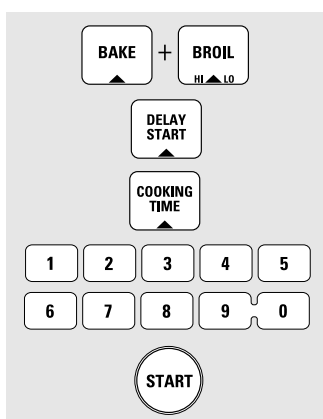 BAKE + BROIL
HI LO
DELAY
START
COOKING
TIME
1 2 3 4 5
6 7 8 9 0
START